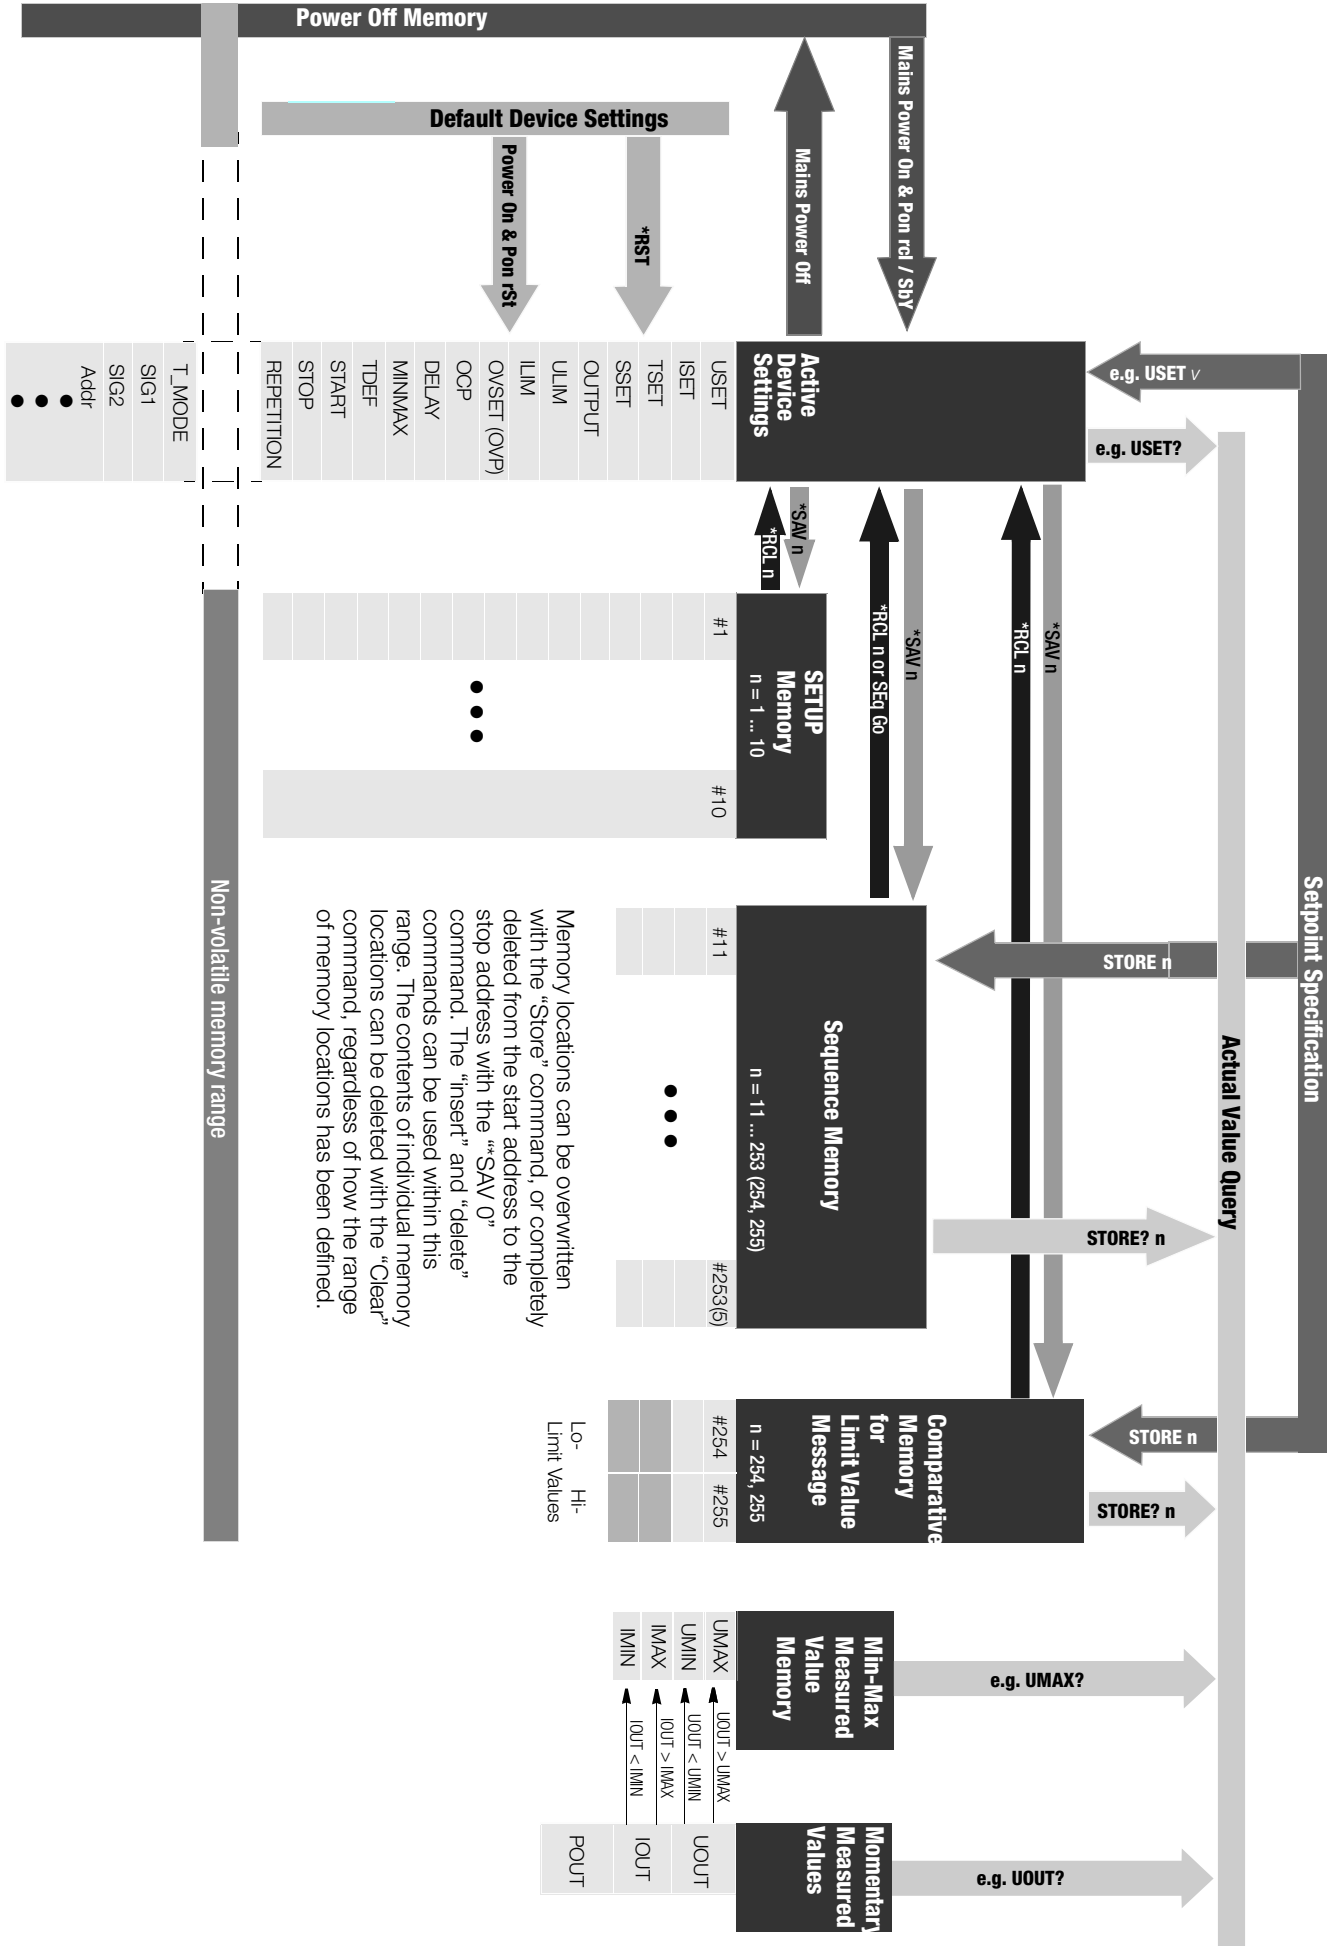 Setpoint Specification
Actual Value Query
e.g. USET v
e.g. USET?
STORE n
STORE? n
STORE n
STORE? n
e.g. UMAX?
e.g. UOUT?
*SAV n
*RCL n
*SAV n
*RCL n or SEq Go
*SAV n
*RCL n
Mains Power On & Pon rcl / SbY
Mains Power Off
Power Off Memory
Default Device Settings
*RST
Power On & Pon rSt
Active
Device
Settings
USET
ISET
TSET
SSET
OUTPUT
ULIM
ILIM
OVSET (OVP)
OCP
DELAY
MINMAX
TDEF
START
STOP
REPETITION
T_MODE
SIG1
SIG2
Addr
SETUP
Memory
n = 1 ... 10
#1
#10
Sequence Memory
n = 11 ... 253 (254, 255)
#11
#253(5)
Memory locations can be overwritten
with the “Store” command, or completely
deleted from the start address to the
stop address with the “*SAV 0”
command. The “insert” and “delete”
commands can be used within this
range. The contents of individual memory
locations can be deleted with the “Clear”
command, regardless of how the range
of memory locations has been defined.
Comparative
Memory
for
Limit Value
Message
n = 254, 255
#254
#255
Lo- Hi-
Limit Values
Min-Max
Measured
Value
Memory
UMAX
UMIN
IMAX
IMIN
UOUT > UMAX
UOUT < UMIN
IOUT > IMAX
IOUT < IMIN
Momentary
Measured
Values
UOUT
IOUT
POUT
Non-volatile memory range